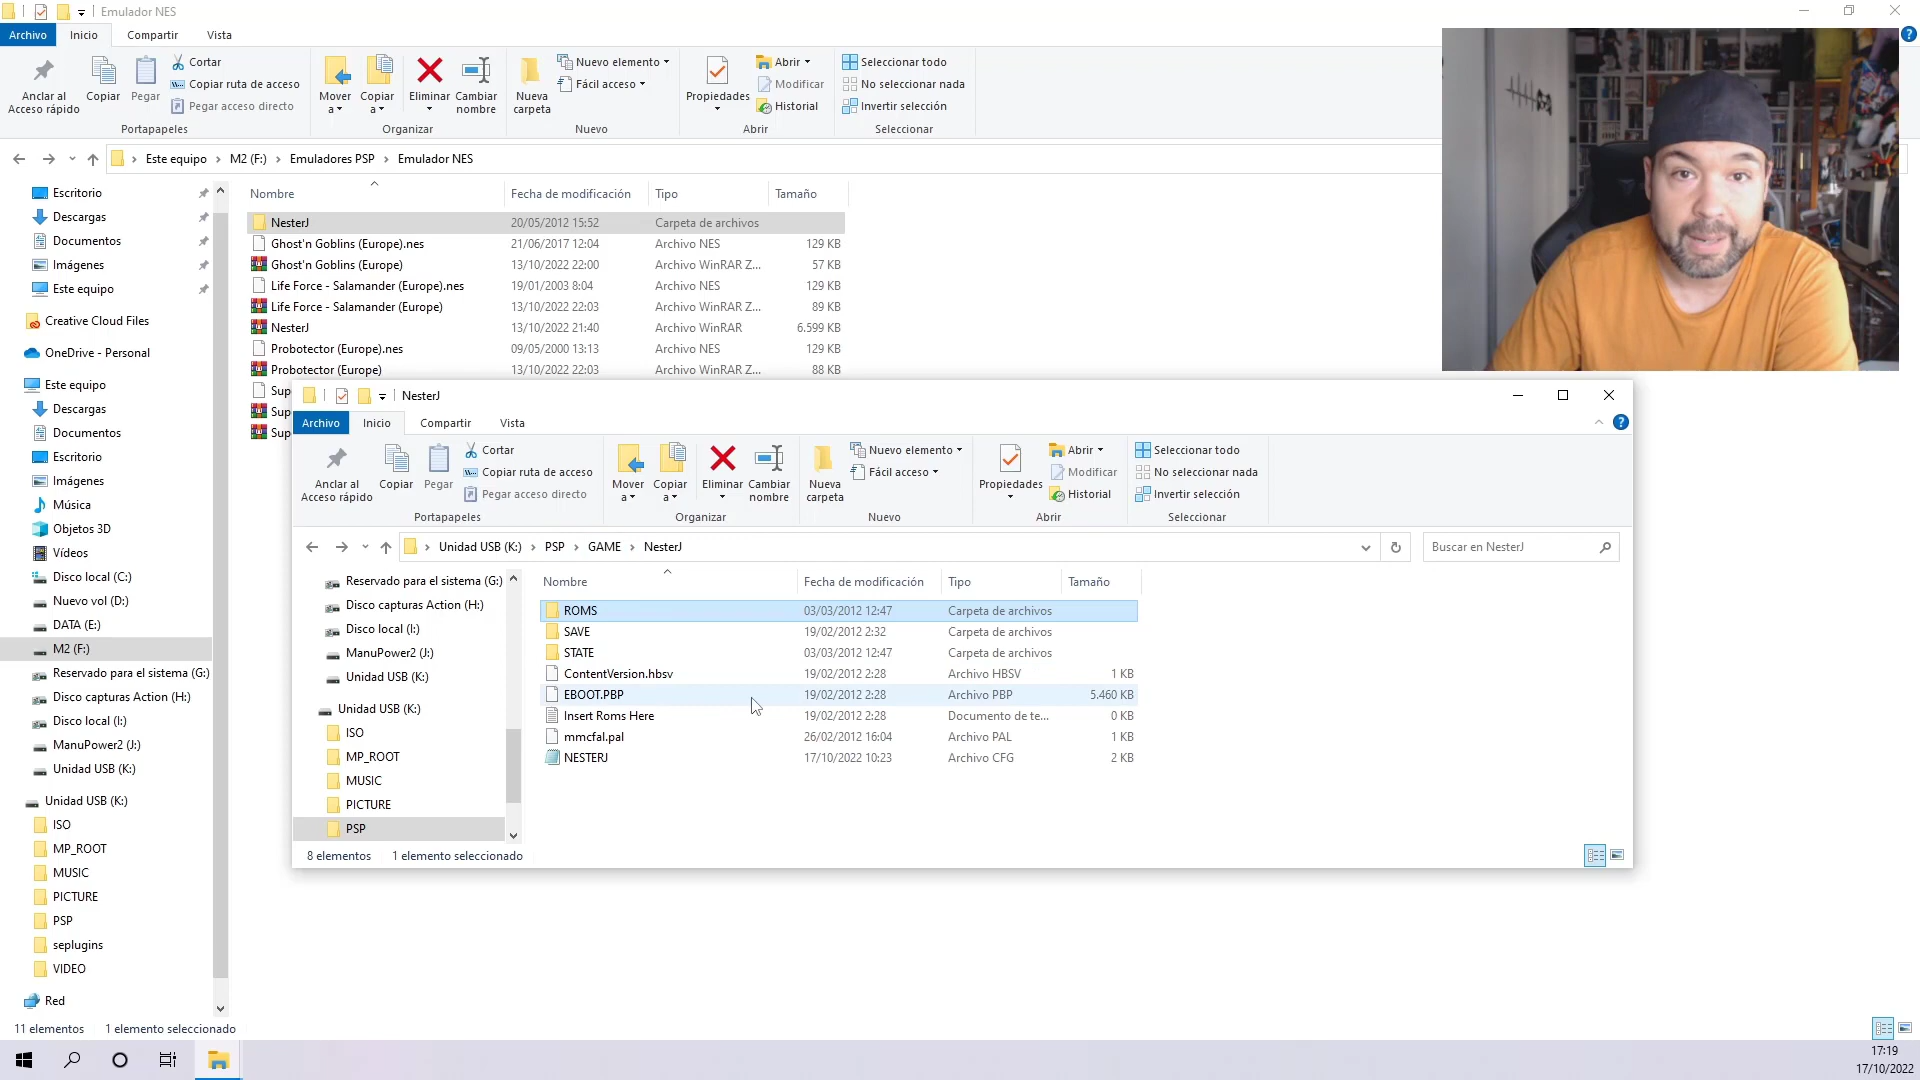 Emulador NES
Archivo Inicio Compartir Vista
Anclar al Acceso rápido
Copiar
Pegar
Cortar
Copiar ruta de acceso
Pegar acceso directo
Portapapeles
Mover a
Copiar a
Eliminar
Cambiar nombre
Organizar
Nueva carpeta
Nuevo elemento
Fácil acceso
Nuevo
Propiedades
Abrir
Modificar
Historial
Abrir
Seleccionar todo
No seleccionar nada
Invertir selección
Seleccionar
Este equipo › M2 (F:) › Emuladores PSP › Emulador NES
Escritorio
Descargas
Documentos
Imágenes
Este equipo
Creative Cloud Files
OneDrive - Personal
Este equipo
Descargas
Documentos
Escritorio
Imágenes
Música
Objetos 3D
Vídeos
Disco local (C:)
Nuevo vol (D:)
DATA (E:)
M2 (F:)
Reservado para el sistema (G:)
Disco capturas Action (H:)
Disco local (I:)
ManuPower2 (J:)
Unidad USB (K:)
Unidad USB (K:)
ISO
MP_ROOT
MUSIC
PICTURE
PSP
seplugins
VIDEO
Red
Nombre Fecha de modificación Tipo Tamaño
NesterJ 20/05/2012 15:52 Carpeta de archivos
Ghost'n Goblins (Europe).nes 21/06/2017 12:04 Archivo NES 129 KB
Ghost'n Goblins (Europe) 13/10/2022 22:00 Archivo WinRAR Z... 57 KB
Life Force - Salamander (Europe).nes 19/01/2003 8:04 Archivo NES 129 KB
Life Force - Salamander (Europe) 13/10/2022 22:03 Archivo WinRAR Z... 89 KB
NesterJ 13/10/2022 21:40 Archivo WinRAR 6.599 KB
Probotector (Europe).nes 09/05/2000 13:13 Archivo NES 129 KB
Probotector (Europe) 13/10/2022 22:03 Archivo WinRAR Z... 88 KB
Sup
Sup
Sup
NesterJ
Archivo Inicio Compartir Vista
Anclar al Acceso rápido
Copiar
Pegar
Cortar
Copiar ruta de acceso
Pegar acceso directo
Portapapeles
Mover a
Copiar a
Eliminar
Cambiar nombre
Organizar
Nueva carpeta
Nuevo elemento
Fácil acceso
Nuevo
Propiedades
Abrir
Modificar
Historial
Abrir
Seleccionar todo
No seleccionar nada
Invertir selección
Seleccionar
Unidad USB (K:) › PSP › GAME › NesterJ
Buscar en NesterJ
Reservado para el sistema (G:)
Disco capturas Action (H:)
Disco local (I:)
ManuPower2 (J:)
Unidad USB (K:)
Unidad USB (K:)
ISO
MP_ROOT
MUSIC
PICTURE
PSP
Nombre Fecha de modificación Tipo Tamaño
ROMS 03/03/2012 12:47 Carpeta de archivos
SAVE 19/02/2012 2:32 Carpeta de archivos
STATE 03/03/2012 12:47 Carpeta de archivos
ContentVersion.hbsv 19/02/2012 2:28 Archivo HBSV 1 KB
EBOOT.PBP 19/02/2012 2:28 Archivo PBP 5.460 KB
Insert Roms Here 19/02/2012 2:28 Documento de te... 0 KB
mmcfal.pal 26/02/2012 16:04 Archivo PAL 1 KB
NESTERJ 17/10/2022 10:23 Archivo CFG 2 KB
8 elementos 1 elemento seleccionado
11 elementos 1 elemento seleccionado
17:19
17/10/2022